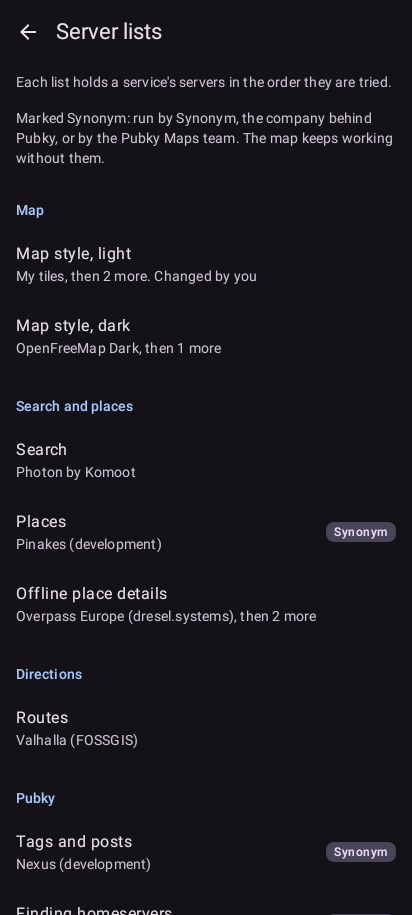 Server lists
Each list holds a service's servers in the order they are tried.
Marked Synonym: run by Synonym, the company behind
Pubky, or by the Pubky Maps team. The map keeps working
without them.
Map
Map style, light
My tiles, then 2 more. Changed by you
Map style, dark
OpenFreeMap Dark, then 1 more
Search and places
Search
Photon by Komoot
Places
Pinakes (development)
Synonym
Offline place details
Overpass Europe (dresel.systems), then 2 more
Directions
Routes
Valhalla (FOSSGIS)
Pubky
Tags and posts
Nexus (development)
Synonym
Finding homeservers